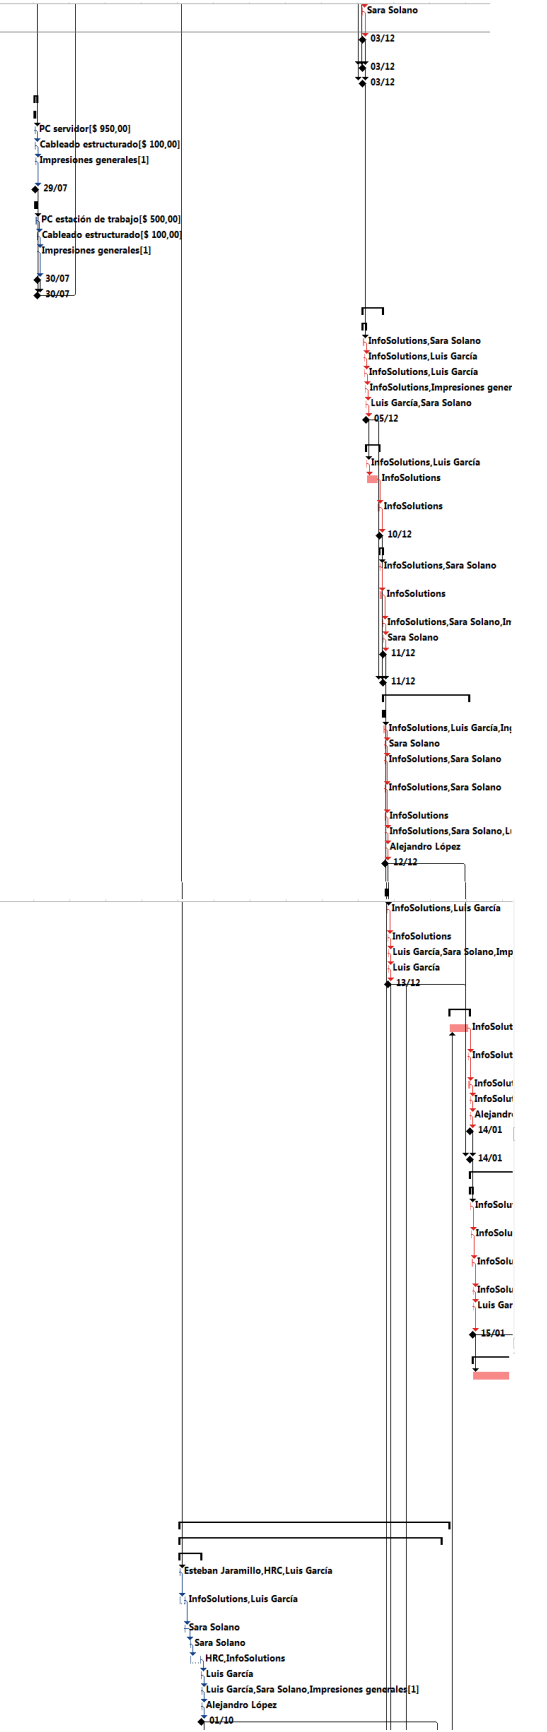 Sara Solano
03/12
03/12
03/12
PC servidor[$ 950,00]
Cableado estructurado[$ 100,00]
Impresiones generales[1]
29/07
PC estación de trabajo[$ 500,00]
Cableado estructurado[$ 100,00]
Impresiones generales[1]
30/07
30/07
InfoSolutions,Sara Solano
InfoSolutions,Luis García
InfoSolutions,Luis García
InfoSolutions,Impresiones gener
Luis García,Sara Solano
05/12
InfoSolutions,Luis García
InfoSolutions
InfoSolutions
10/12
InfoSolutions,Sara Solano
InfoSolutions
InfoSolutions,Sara Solano,Im
Sara Solano
11/12
11/12
InfoSolutions,Luis García,In
Sara Solano
InfoSolutions,Sara Solano
InfoSolutions,Sara Solano
InfoSolutions
InfoSolutions,Sara Solano,L
Alejandro López
12/12
InfoSolutions,Luis García
InfoSolutions
Luis García,Sara Solano,Imp
Luis García
13/12
InfoSolut
InfoSolut
InfoSolut
InfoSolut
Alejandr
14/01
14/01
InfoSolu
InfoSolu
InfoSolu
InfoSolu
Luis Gar
15/01
Esteban Jaramillo,HRC,Luis García
InfoSolutions,Luis García
Sara Solano
Sara Solano
HRC,InfoSolutions
Luis García
Luis García,Sara Solano,Impresiones generales[1]
Alejandro López
01/10